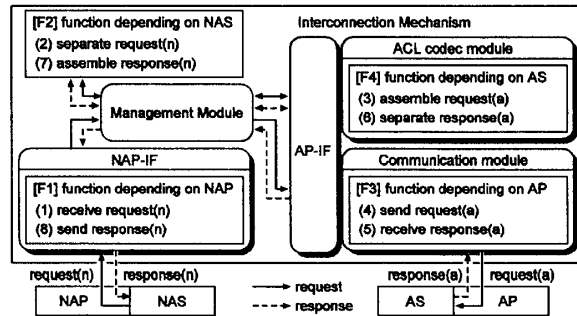 Interconnection Mechanism
[F2] function depending on NAS
(2) separate request(n)
(7) assemble response(n)
Management Module
AP-IF
ACL codec module
[F4] function depending on AS
(3) assemble request(a)
(6) separate response(a)
NAP-IF
[F1] function depending on NAP
(1) receive request(n)
(8) send response(n)
Communication module
[F3] function depending on AP
(4) send request(a)
(5) receive response(a)
request(n)
response(n)
response(a)
request(a)
NAP
NAS
request
response
AS
AP